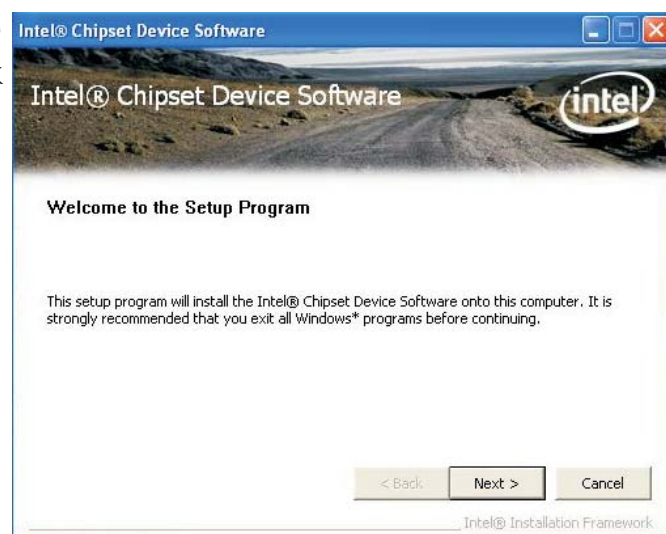 Intel® Chipset Device Software
Intel® Chipset Device Software
intel
Welcome to the Setup Program
This setup program will install the Intel® Chipset Device Software onto this computer. It is
strongly recommended that you exit all Windows* programs before continuing.
< Back
Next >
Cancel
Intel® Installation Framework